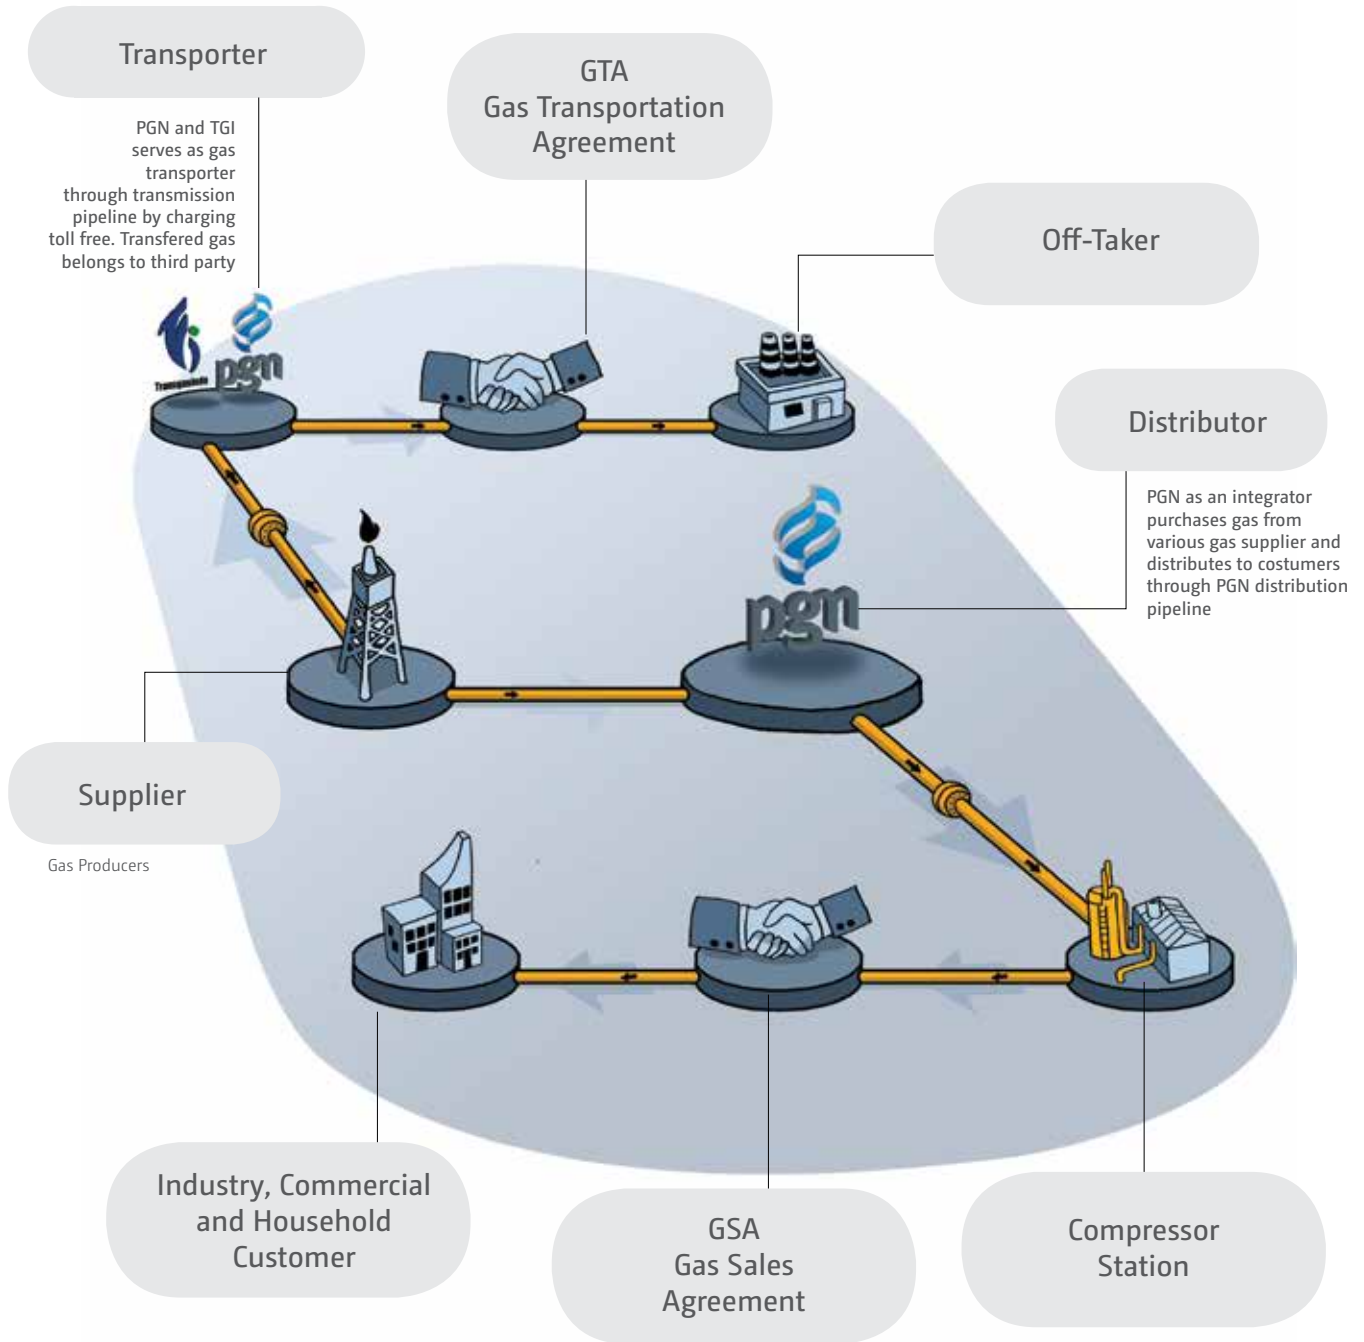 Transporter
PGN and TGI
serves as gas
transporter
through transmission
pipeline by charging
toll free. Transfered gas
belongs to third party
GTA
Gas Transportation
Agreement
Off-Taker
Transgasindo
pgn
Distributor
PGN as an integrator
purchases gas from
various gas supplier and
distributes to costumers
through PGN distribution
pipeline
pgn
Supplier
Gas Producers
Industry, Commercial
and Household
Customer
GSA
Gas Sales
Agreement
Compressor
Station